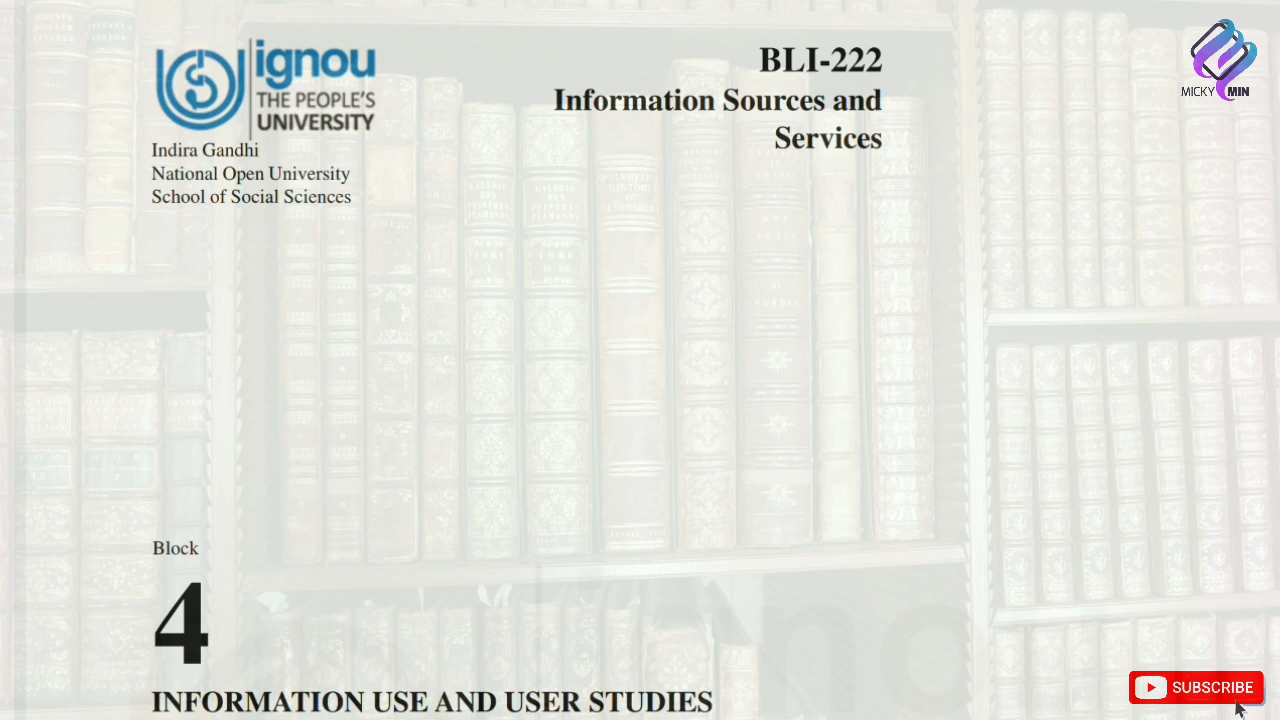 ignou
THE PEOPLE'S
UNIVERSITY
Indira Gandhi
National Open University
School of Social Sciences
BLI-222
Information Sources and
Services
MICKY MIN
Block
4
INFORMATION USE AND USER STUDIES
SUBSCRIBE